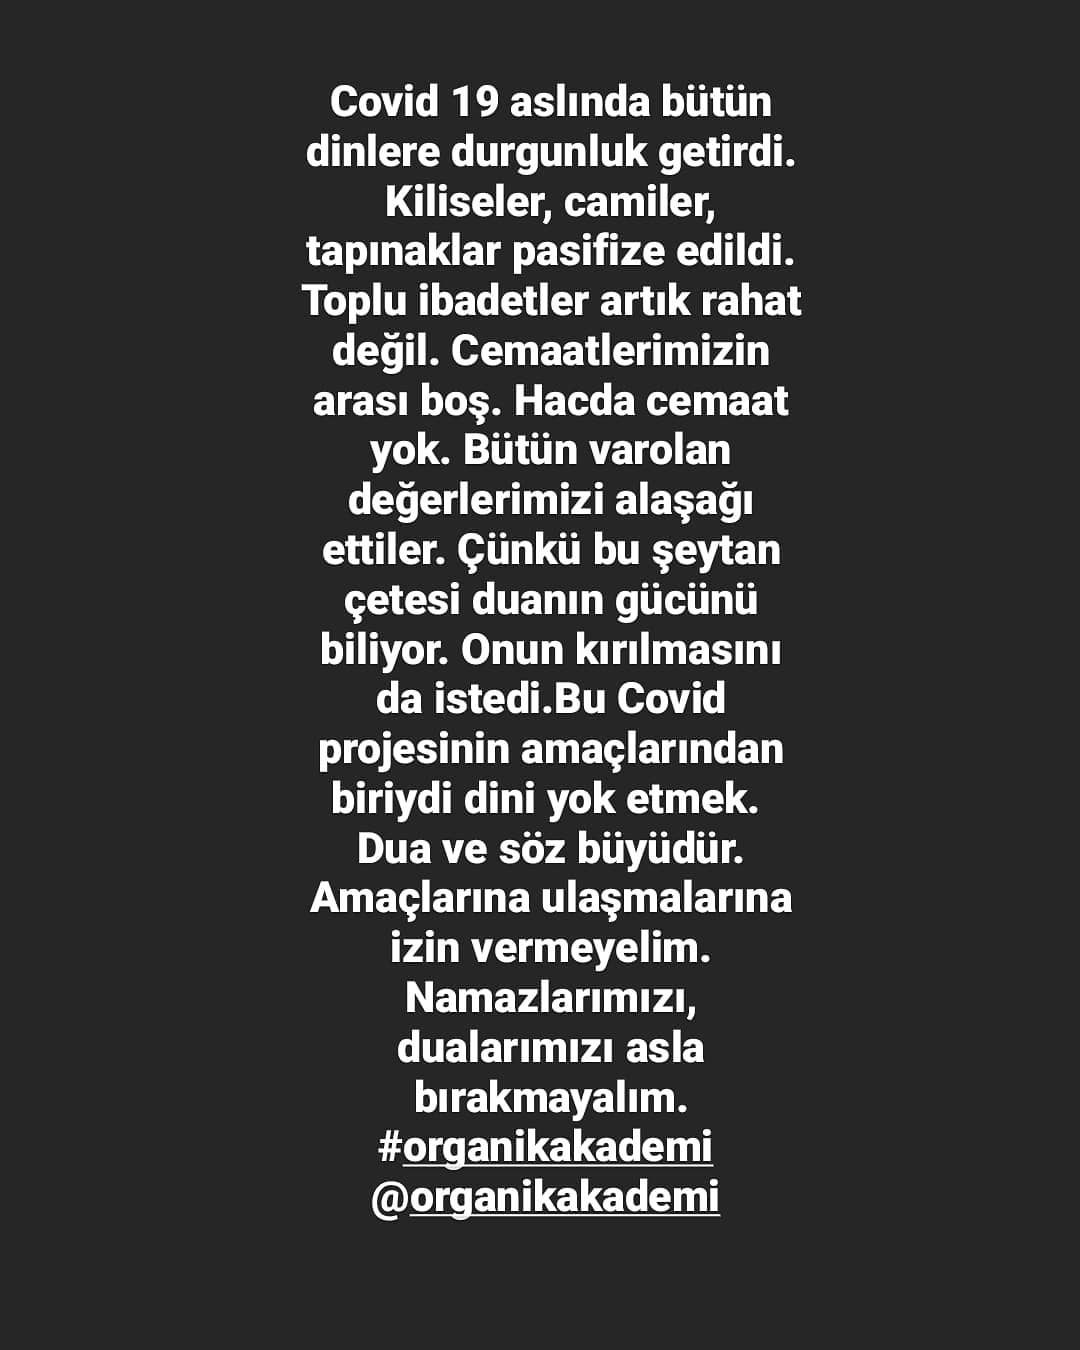 Covid 19 aslında bütün
dinlere durgunluk getirdi.
Kiliseler, camiler,
tapınaklar pasifize edildi.
Toplu ibadetler artık rahat
değil. Cemaatlerimizin
arası boş. Hacda cemaat
yok. Bütün varolan
değerlerimizi alaşağı
ettiler. Çünkü bu şeytan
çetesi duanın gücünü
biliyor. Onun kırılmasını
da istedi.Bu Covid
projesinin amaçlarından
biriydi dini yok etmek.
Dua ve söz büyüdür.
Amaçlarına ulaşmalarına
izin vermeyelim.
Namazlarımızı,
dualarımızı asla
bırakmayalım.
#organikakademi
@organikakademi